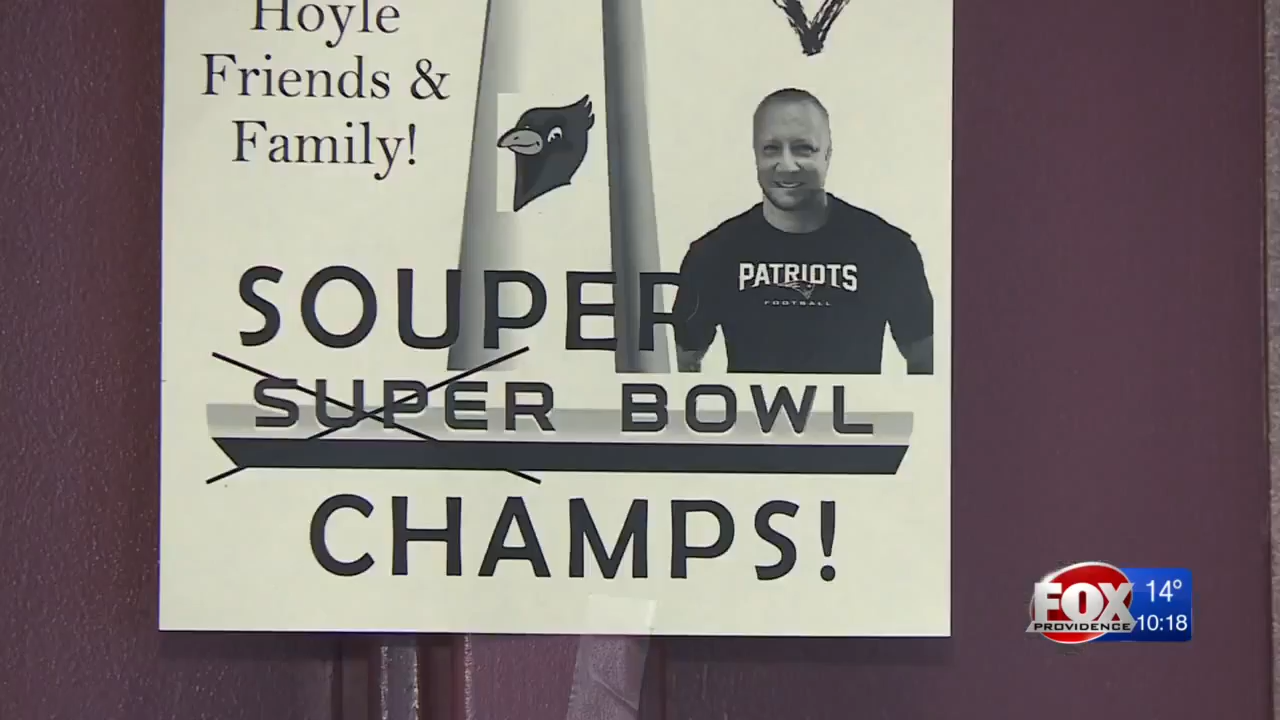 Hoyle
Friends &
Family!
PATRIOTS
FOOTBALL
SOUPER
SUPER BOWL
CHAMPS!
FOX
PROVIDENCE
14°
10:18